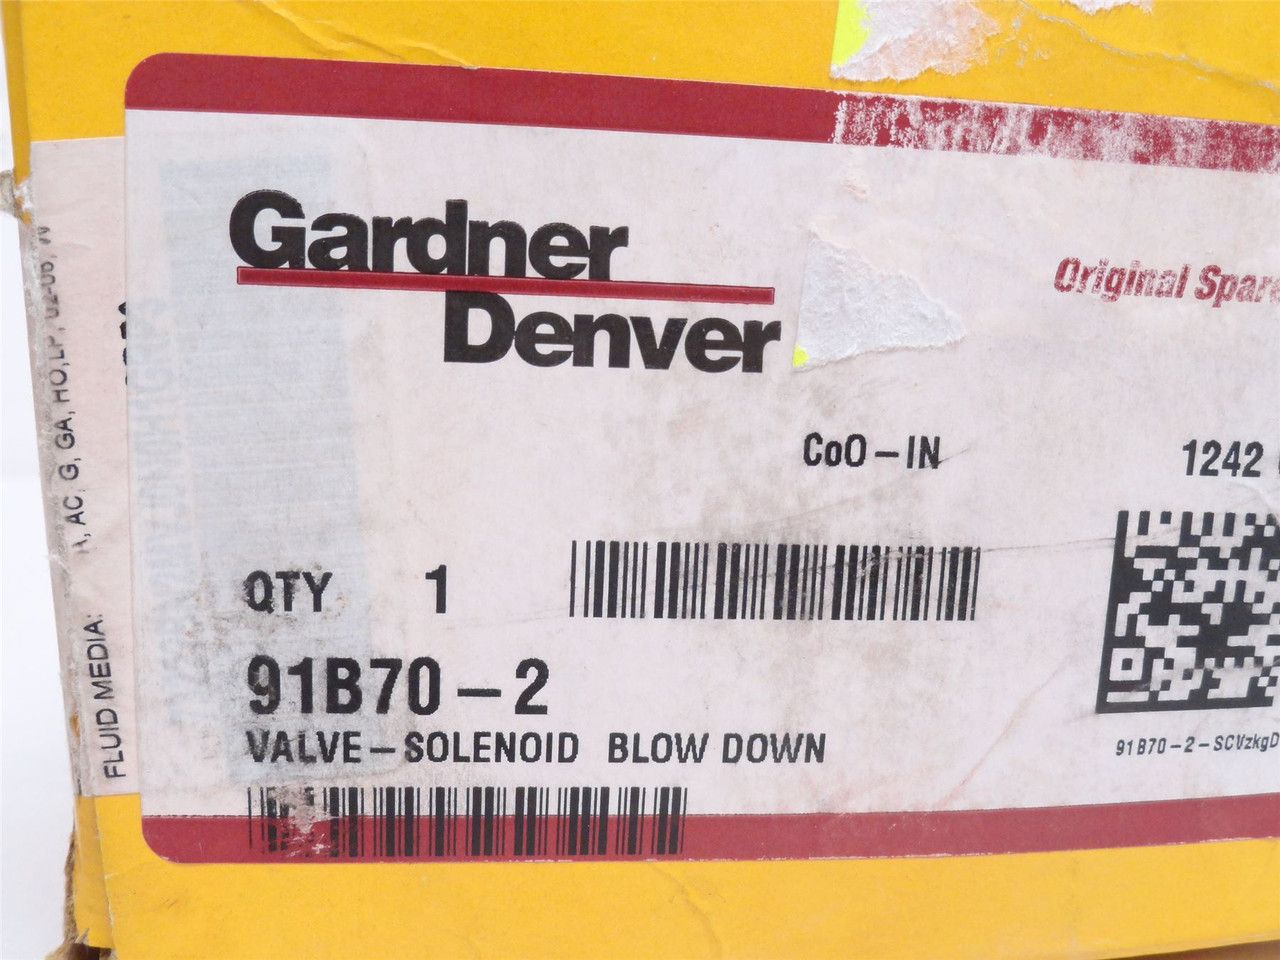 Gardner
Denver
Original Spare
CoO-IN
1242
QTY 1
91B70-2
VALVE-SOLENOID BLOW DOWN
91B70-2-SCVzkgD
FLUID MEDIA: AC, G, GA, HO, LP,